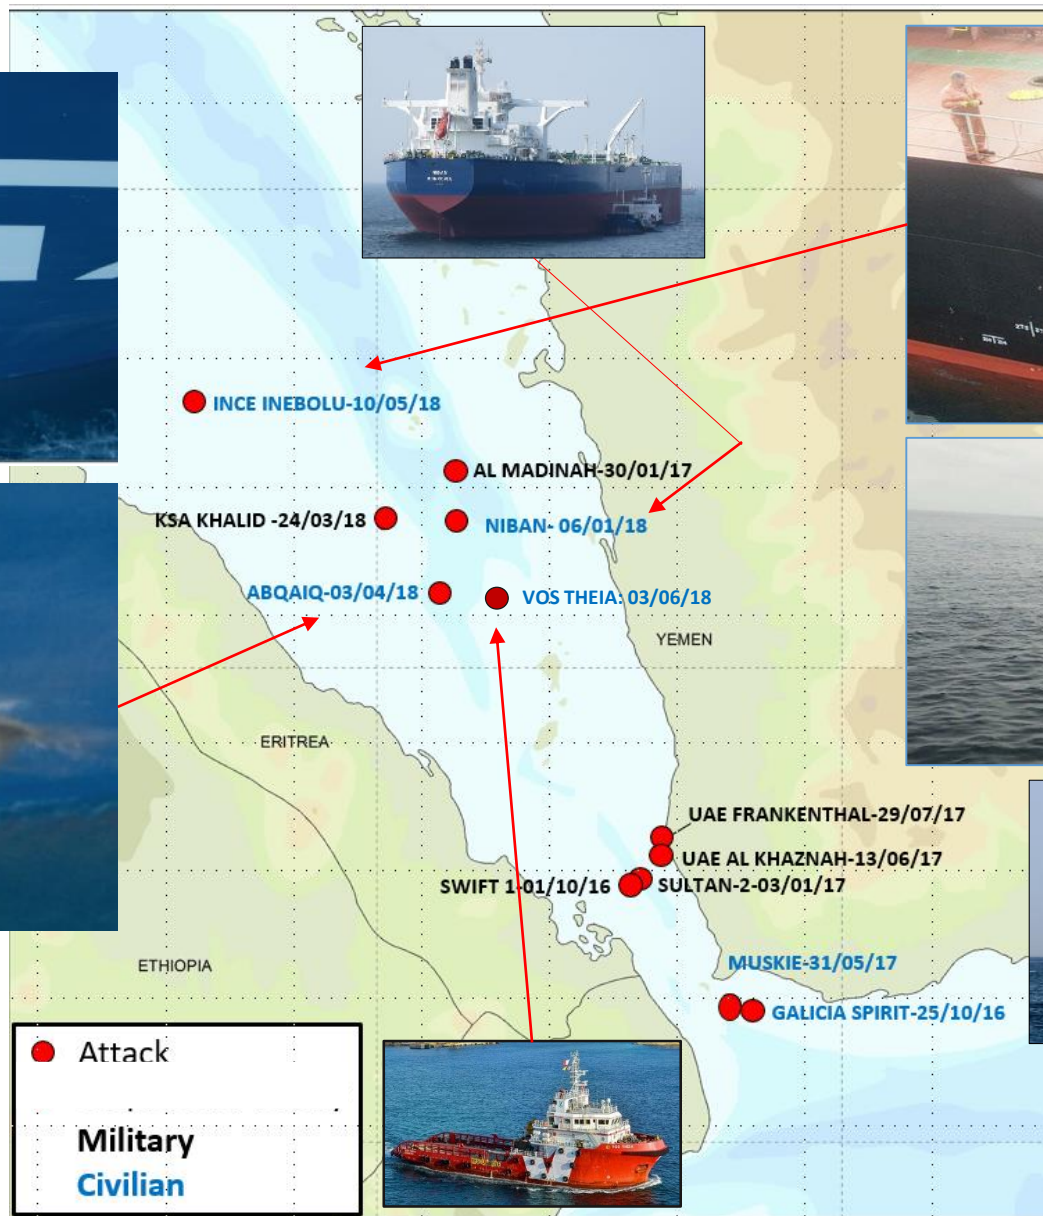 INCE INEBOLU-10/05/18
AL MADINAH-30/01/17
KSA KHALID -24/03/18
NIBAN- 06/01/18
ABQAIQ-03/04/18
VOS THEIA: 03/06/18
YEMEN
ERITREA
UAE FRANKENTHAL-29/07/17
UAE AL KHAZNAH-13/06/17
SWIFT 1-01/10/16
SULTAN-2-03/01/17
ETHIOPIA
MUSKIE-31/05/17
GALICIA SPIRIT-25/10/16
Attack
Military
Civilian